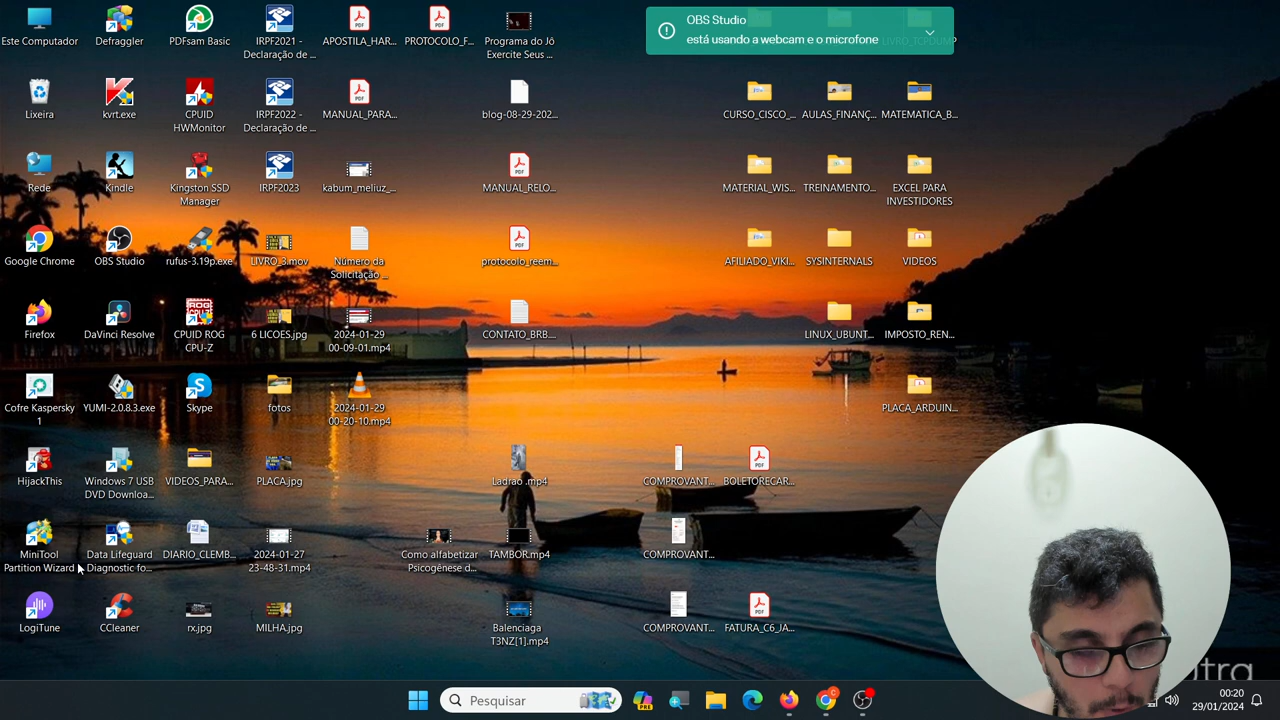 OBS Studio
está usando a webcam e o microfone
Este Computador
Defraggler
PDFsam Basic
IRPF2021 -
Declaração de ...
APOSTILA_HAR...
PROTOCOLO_F...
Programa do Jô
Exercite Seus ...
Lixeira
kvrt.exe
CPUID
HWMonitor
IRPF2022 -
Declaração de ...
MANUAL_PARA...
blog-08-29-202...
CURSO_CISCO_...
AULAS_FINANÇ...
MATEMATICA_B...
Rede
Kindle
Kingston SSD
Manager
IRPF2023
kabum_meliuz_...
MANUAL_RELO...
MATERIAL_WIS...
TREINAMENTO...
EXCEL PARA
INVESTIDORES
Google Chrome
OBS Studio
rufus-3.19p.exe
LIVRO_3.mov
Número da
Solicitação ...
protocolo_reem...
AFILIADO_VIKI...
SYSINTERNALS
VIDEOS
Firefox
DaVinci Resolve
CPUID ROG
CPU-Z
6 LICOES.jpg
2024-01-29
00-09-01.mp4
CONTATO_BRB....
LINUX_UBUNT...
IMPOSTO_REN...
Cofre Kaspersky
1
YUMI-2.0.8.3.exe
Skype
fotos
2024-01-29
00-20-10.mp4
PLACA_ARDUIN...
HijackThis
Windows 7 USB
DVD Downloa...
VIDEOS_PARA...
PLACA.jpg
Ladrao .mp4
COMPROVANT...
BOLETORECAR...
MiniTool
Partition Wizard
Data Lifeguard
Diagnostic fo...
DIARIO_CLEMB...
2024-01-27
23-48-31.mp4
Como alfabetizar
Psicogênese d...
TAMBOR.mp4
COMPROVANT...
LogiTune
CCleaner
rx.jpg
MILHA.jpg
Balenciaga
T3NZ[1].mp4
COMPROVANT...
FATURA_C6_JA...
Pesquisar
00:20
29/01/2024